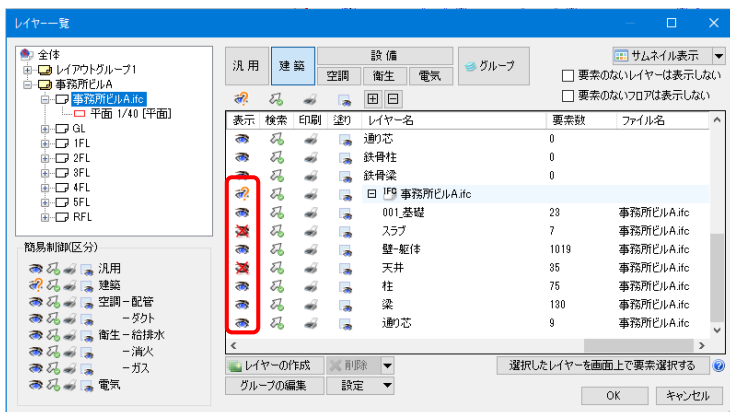 レイヤー一覧
全体
レイアウトグループ1
事務所ビルA
事務所ビルA.ifc
平面 1/40 [平面]
GL
1FL
2FL
3FL
4FL
5FL
RFL
簡易制御(区分)
汎用
建築
空調－配管
－ダクト
衛生－給排水
－消火
－ガス
電気
汎用 建築 設備 グループ
空調 衛生 電気
サムネイル表示
要素のないレイヤーは表示しない
要素のないフロアは表示しない
表示 検索 印刷 塗り レイヤー名 要素数 ファイル名
通り芯 0
鉄骨柱 0
鉄骨梁 0
IFC 事務所ビルA.ifc
001_基礎 23 事務所ビルA.ifc
スラブ 7 事務所ビルA.ifc
壁-躯体 1019 事務所ビルA.ifc
天井 35 事務所ビルA.ifc
柱 75 事務所ビルA.ifc
梁 130 事務所ビルA.ifc
通り芯 9 事務所ビルA.ifc
レイヤーの作成 削除 選択したレイヤーを画面上で要素選択する
グループの編集 設定
OK キャンセル